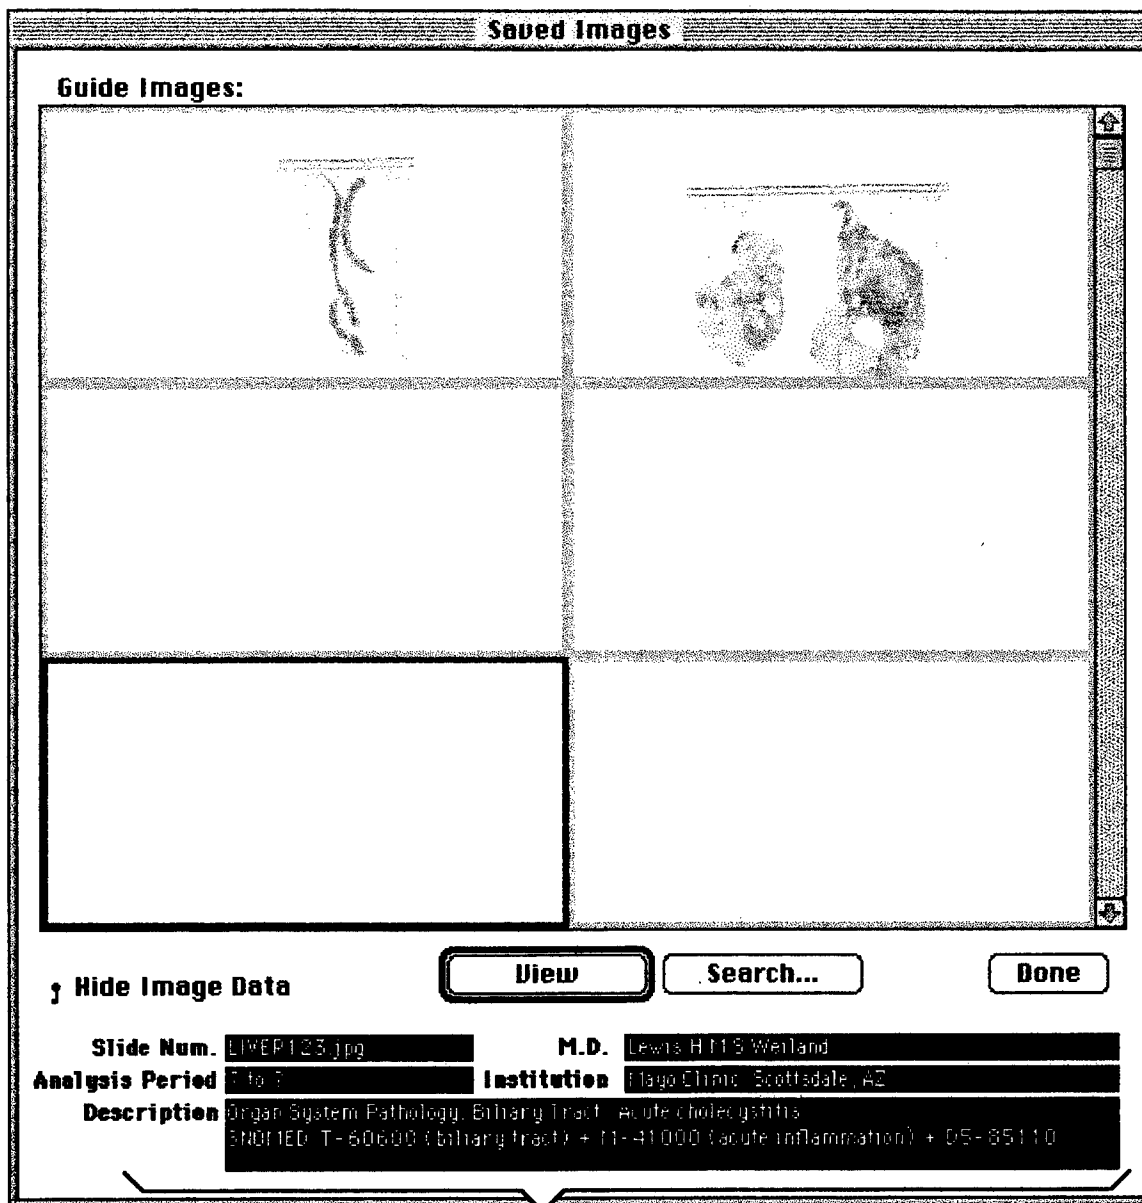 Saved Images
Guide Images:
View
Search...
Done
Hide Image Data
Slide Num. LIVER123.jpg
M.D. Lewis H M S Weiland
Analysis Period ? to ?
Institution Mayo Clinic, Scottsdale, AZ
Description Organ System Pathology, Biliary Tract, Acute cholecystitis
SNOMED T-60600 (biliary tract) + M-41000 (acute inflammation) + D5-85110